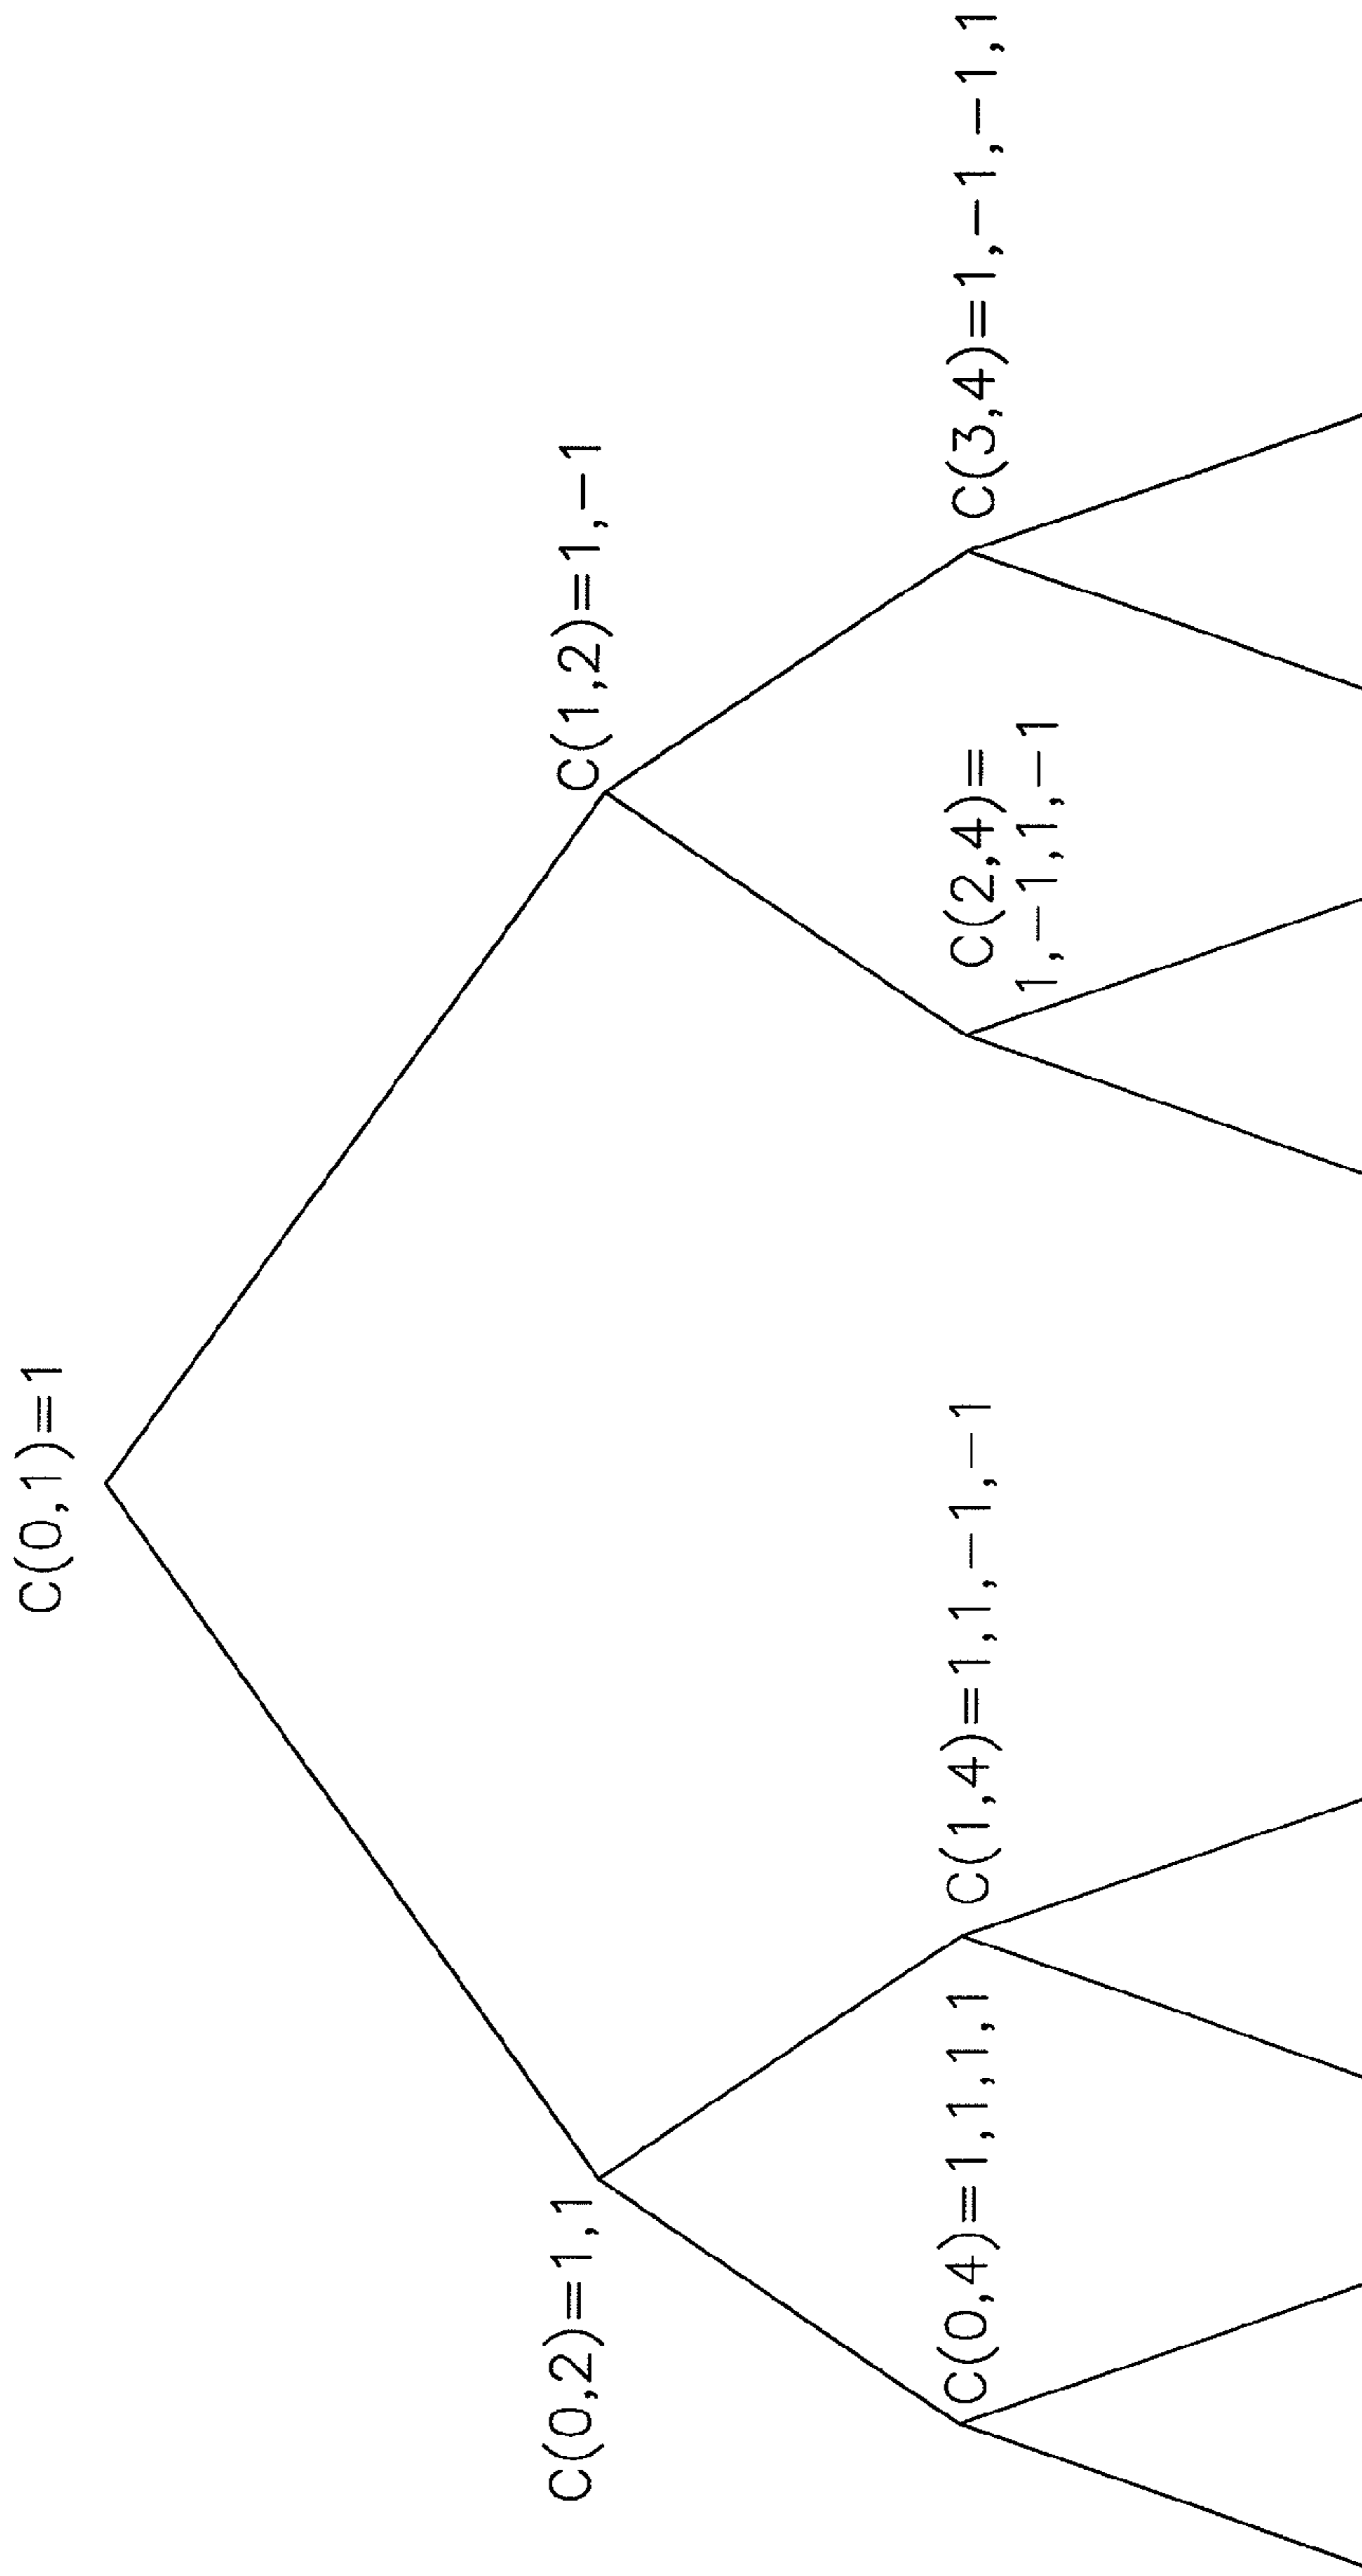 C(0,1)=1
C(0,2)=1,1
C(1,2)=1,-1
C(0,4)=1,1,1,1
C(1,4)=1,1,-1,-1
C(2,4)=
1,-1,1,-1
C(3,4)=1,-1,-1,1